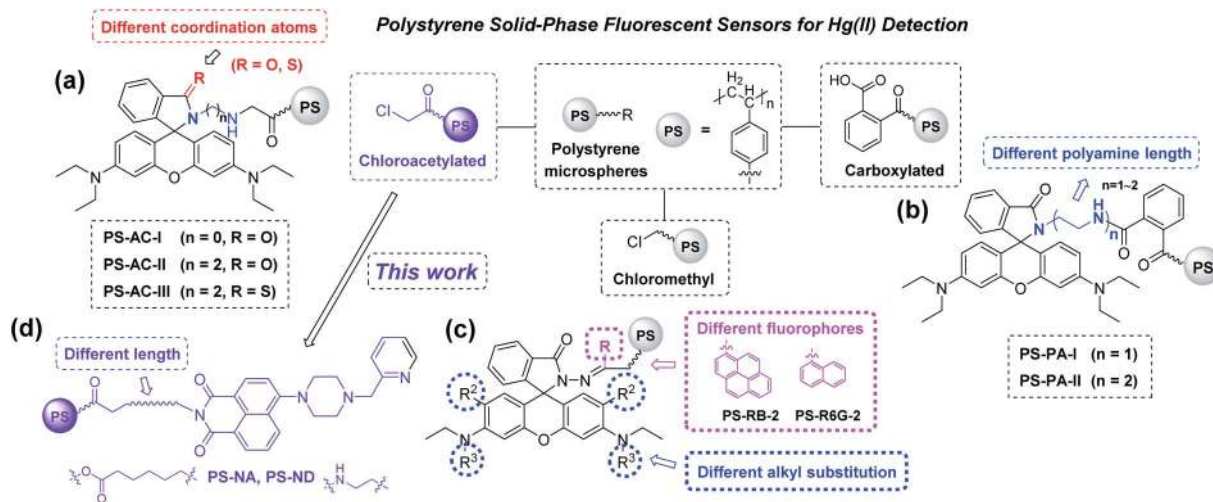 Polystyrene Solid-Phase Fluorescent Sensors for Hg(II) Detection
Different coordination atoms
(a)
R
(R = O, S)
N
n
N
H
O
PS
N
O
N
PS-AC-I (n = 0, R = O)
PS-AC-II (n = 2, R = O)
PS-AC-III (n = 2, R = S)
O
Cl
PS
Chloroacetylated
PS
R
Polystyrene
microspheres
PS
=
H2
C
C
H
n
HO
O
O
PS
Carboxylated
Cl
PS
Chloromethyl
This work
Different polyamine length
(b)
n=1~2
O
N
H
N
n
O
O
PS
N
O
N
PS-PA-I (n = 1)
PS-PA-II (n = 2)
(d)
Different length
PS
O
O
N
O
N
N
N
O
O
PS-NA, PS-ND
H
N
(c)
O
R
PS
N
N
R2
R2
N
O
N
R3
R3
Different fluorophores
PS-RB-2
PS-R6G-2
Different alkyl substitution